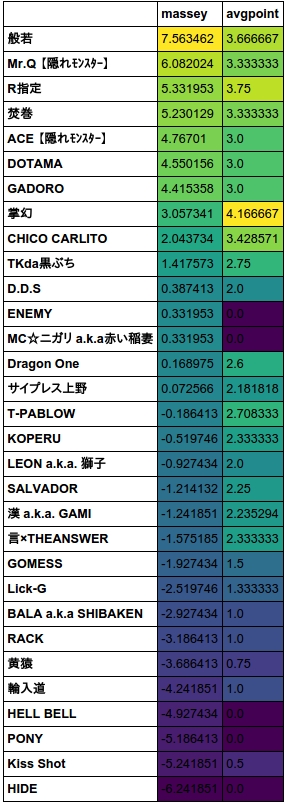 massey avgpoint
般若 7.563462 3.666667
Mr.Q 【隠れﾓﾝｽﾀｰ】 6.082024 3.333333
R指定 5.331953 3.75
焚巻 5.230129 3.333333
ACE 【隠れﾓﾝｽﾀｰ】 4.76701 3.0
DOTAMA 4.550156 3.0
GADORO 4.415358 3.0
掌幻 3.057341 4.166667
CHICO CARLITO 2.043734 3.428571
TKda黒ぶち 1.417573 2.75
D.D.S 0.387413 2.0
ENEMY 0.331953 0.0
MC☆ニガリ a.k.a赤い稲妻 0.331953 0.0
Dragon One 0.168975 2.6
サイプレス上野 0.072566 2.181818
T-PABLOW -0.186413 2.708333
KOPERU -0.519746 2.333333
LEON a.k.a. 獅子 -0.927434 2.0
SALVADOR -1.214132 2.25
漢 a.k.a. GAMI -1.241851 2.235294
言×THEANSWER -1.575185 2.333333
GOMESS -1.927434 1.5
Lick-G -2.519746 1.333333
BALA a.k.a SHIBAKEN -2.927434 1.0
RACK -3.186413 1.0
黄猿 -3.686413 0.75
輪入道 -4.241851 1.0
HELL BELL -4.927434 0.0
PONY -5.186413 0.0
Kiss Shot -5.241851 0.5
HIDE -6.241851 0.0